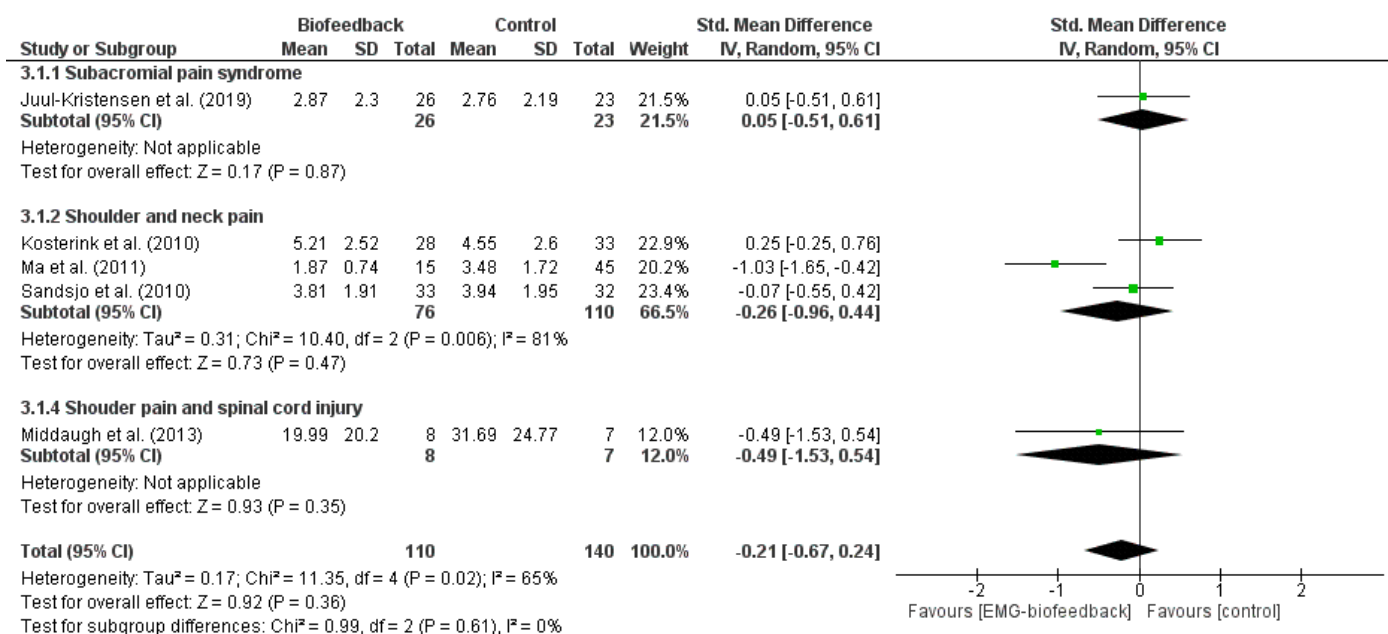 Biofeedback Control Std. Mean Difference Std. Mean Difference
Study or Subgroup Mean SD Total Mean SD Total Weight IV, Random, 95% CI IV, Random, 95% CI
3.1.1 Subacromial pain syndrome
Juul-Kristensen et al. (2019) 2.87 2.3 26 2.76 2.19 23 21.5% 0.05 [-0.51, 0.61]
Subtotal (95% CI) 26 23 21.5% 0.05 [-0.51, 0.61]
Heterogeneity: Not applicable
Test for overall effect: Z = 0.17 (P = 0.87)
3.1.2 Shoulder and neck pain
Kosterink et al. (2010) 5.21 2.52 28 4.55 2.6 33 22.9% 0.25 [-0.25, 0.76]
Ma et al. (2011) 1.87 0.74 15 3.48 1.72 45 20.2% -1.03 [-1.65, -0.42]
Sandsjo et al. (2010) 3.81 1.91 33 3.94 1.95 32 23.4% -0.07 [-0.55, 0.42]
Subtotal (95% CI) 76 110 66.5% -0.26 [-0.96, 0.44]
Heterogeneity: Tau² = 0.31; Chi² = 10.40, df = 2 (P = 0.006); I² = 81%
Test for overall effect: Z = 0.73 (P = 0.47)
3.1.4 Shouder pain and spinal cord injury
Middaugh et al. (2013) 19.99 20.2 8 31.69 24.77 7 12.0% -0.49 [-1.53, 0.54]
Subtotal (95% CI) 8 7 12.0% -0.49 [-1.53, 0.54]
Heterogeneity: Not applicable
Test for overall effect: Z = 0.93 (P = 0.35)
Total (95% CI) 110 140 100.0% -0.21 [-0.67, 0.24]
Heterogeneity: Tau² = 0.17; Chi² = 11.35, df = 4 (P = 0.02); I² = 65%
Test for overall effect: Z = 0.92 (P = 0.36)
Test for subgroup differences: Chi² = 0.99, df = 2 (P = 0.61), I² = 0%
-2 -1 0 1 2
Favours [EMG-biofeedback] Favours [control]